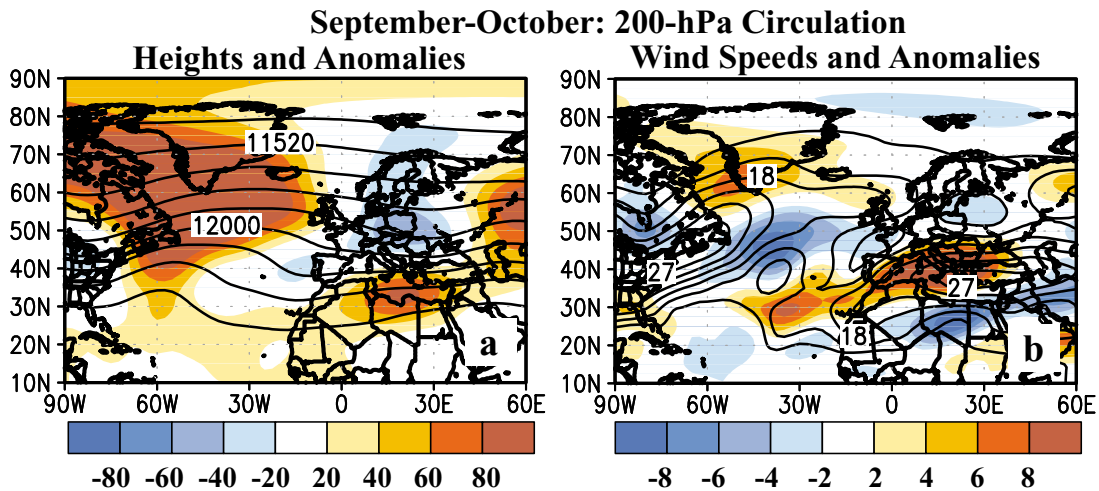 September-October: 200-hPa Circulation
Heights and Anomalies
Wind Speeds and Anomalies
90N
80N
70N
60N
50N
40N
30N
20N
10N
90W 60W 30W 0 30E 60E
11520
12000
a
-80 -60 -40 -20 20 40 60 80
90N
80N
70N
60N
50N
40N
30N
20N
10N
90W 60W 30W 0 30E 60E
18
27
27
18
b
-8 -6 -4 -2 2 4 6 8